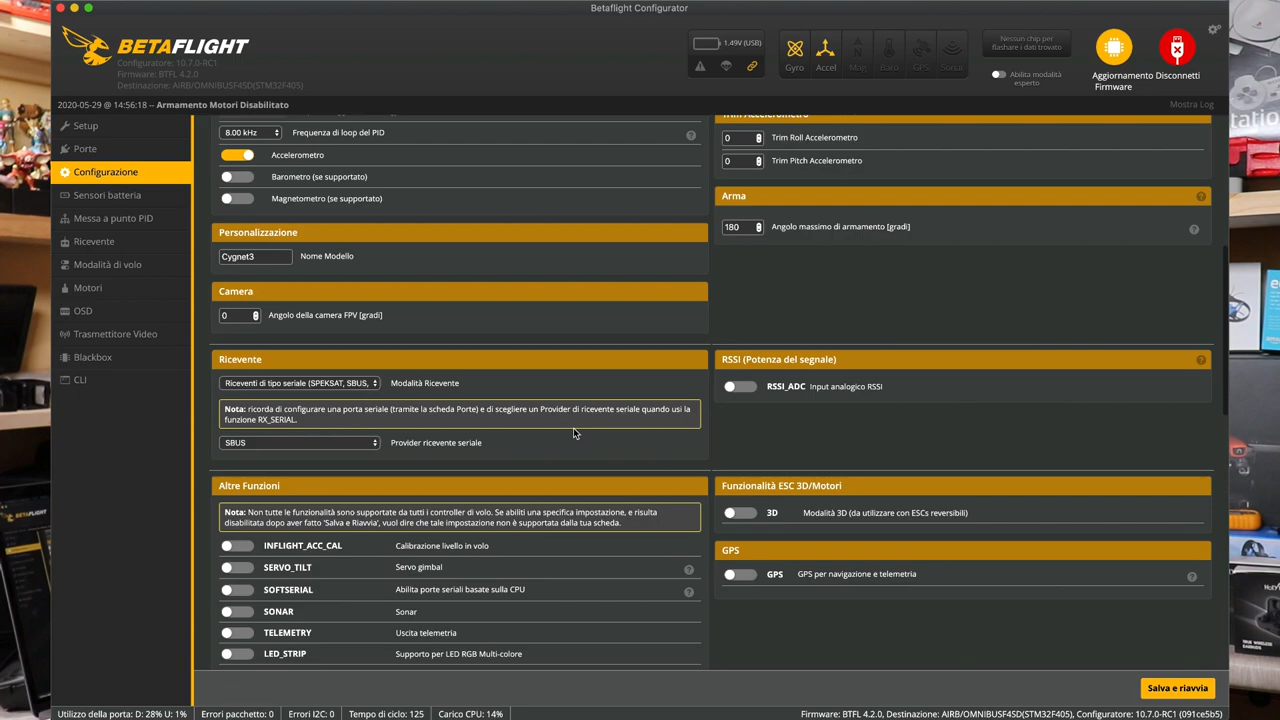 Betaflight Configurator
BETAFLIGHT
Configuratore: 10.7.0-RC1
Firmware: BTFL 4.2.0
Destinazione: AIRB/OMNIBUSF4SD(STM32F405)
1.49V (USB)
Gyro
Accel
Mag
Baro
GPS
Sonar
Nessun chip per
flashare i dati trovato
Abilita modalità
esperto
Aggiornamento
Firmware
Disconnetti
2020-05-29 @ 14:56:18 -- Armamento Motori Disabilitato
Mostra Log
Setup
Porte
Configurazione
Sensori batteria
Messa a punto PID
Ricevente
Modalità di volo
Motori
OSD
Trasmettitore Video
Blackbox
CLI
8.00 kHz
Frequenza di loop del PID
Accelerometro
Barometro (se supportato)
Magnetometro (se supportato)
Trim Accelerometro
0
Trim Roll Accelerometro
0
Trim Pitch Accelerometro
Arma
180
Angolo massimo di armamento [gradi]
Personalizzazione
Cygnet3
Nome Modello
Camera
0
Angolo della camera FPV [gradi]
Ricevente
Riceventi di tipo seriale (SPEKSAT, SBUS,
Modalità Ricevente
Nota: ricorda di configurare una porta seriale (tramite la scheda Porte) e di scegliere un Provider di ricevente seriale quando usi la
funzione RX_SERIAL.
SBUS
Provider ricevente seriale
RSSI (Potenza del segnale)
RSSI_ADC Input analogico RSSI
Altre Funzioni
Nota: Non tutte le funzionalità sono supportate da tutti i controller di volo. Se abiliti una specifica impostazione, e risulta
disabilitata dopo aver fatto 'Salva e Riavvia', vuol dire che tale impostazione non è supportata dalla tua scheda.
INFLIGHT_ACC_CAL Calibrazione livello in volo
SERVO_TILT Servo gimbal
SOFTSERIAL Abilita porte seriali basate sulla CPU
SONAR Sonar
TELEMETRY Uscita telemetria
LED_STRIP Supporto per LED RGB Multi-colore
Funzionalità ESC 3D/Motori
3D Modalità 3D (da utilizzare con ESCs reversibili)
GPS
GPS GPS per navigazione e telemetria
Salva e riavvia
Utilizzo della porta: D: 28% U: 1%
Errori pacchetto: 0
Errori I2C: 0
Tempo di ciclo: 125
Carico CPU: 14%
Firmware: BTFL 4.2.0, Destinazione: AIRB/OMNIBUSF4SD(STM32F405), Configuratore: 10.7.0-RC1 (091ce5b5)